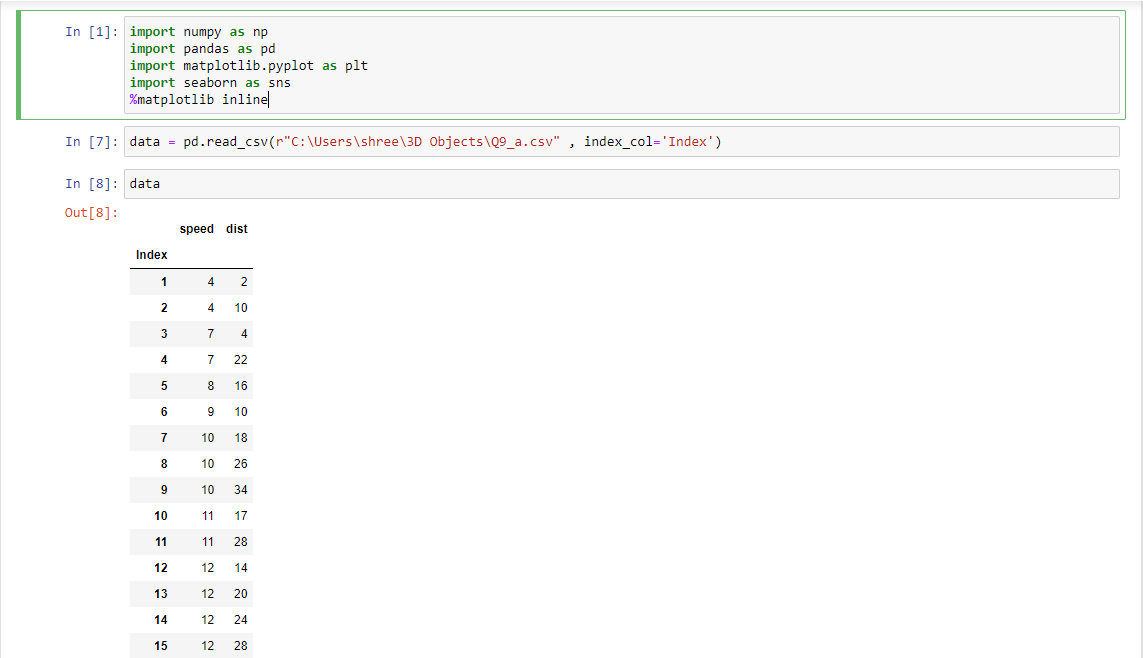 In [1]: import numpy as np
import pandas as pd
import matplotlib.pyplot as plt
import seaborn as sns
%matplotlib inline
In [7]: data = pd.read_csv(r"C:\Users\shree\3D Objects\Q9_a.csv" , index_col='Index')
In [8]: data
Out[8]:
speed dist
Index
1 4 2
2 4 10
3 7 4
4 7 22
5 8 16
6 9 10
7 10 18
8 10 26
9 10 34
10 11 17
11 11 28
12 12 14
13 12 20
14 12 24
15 12 28